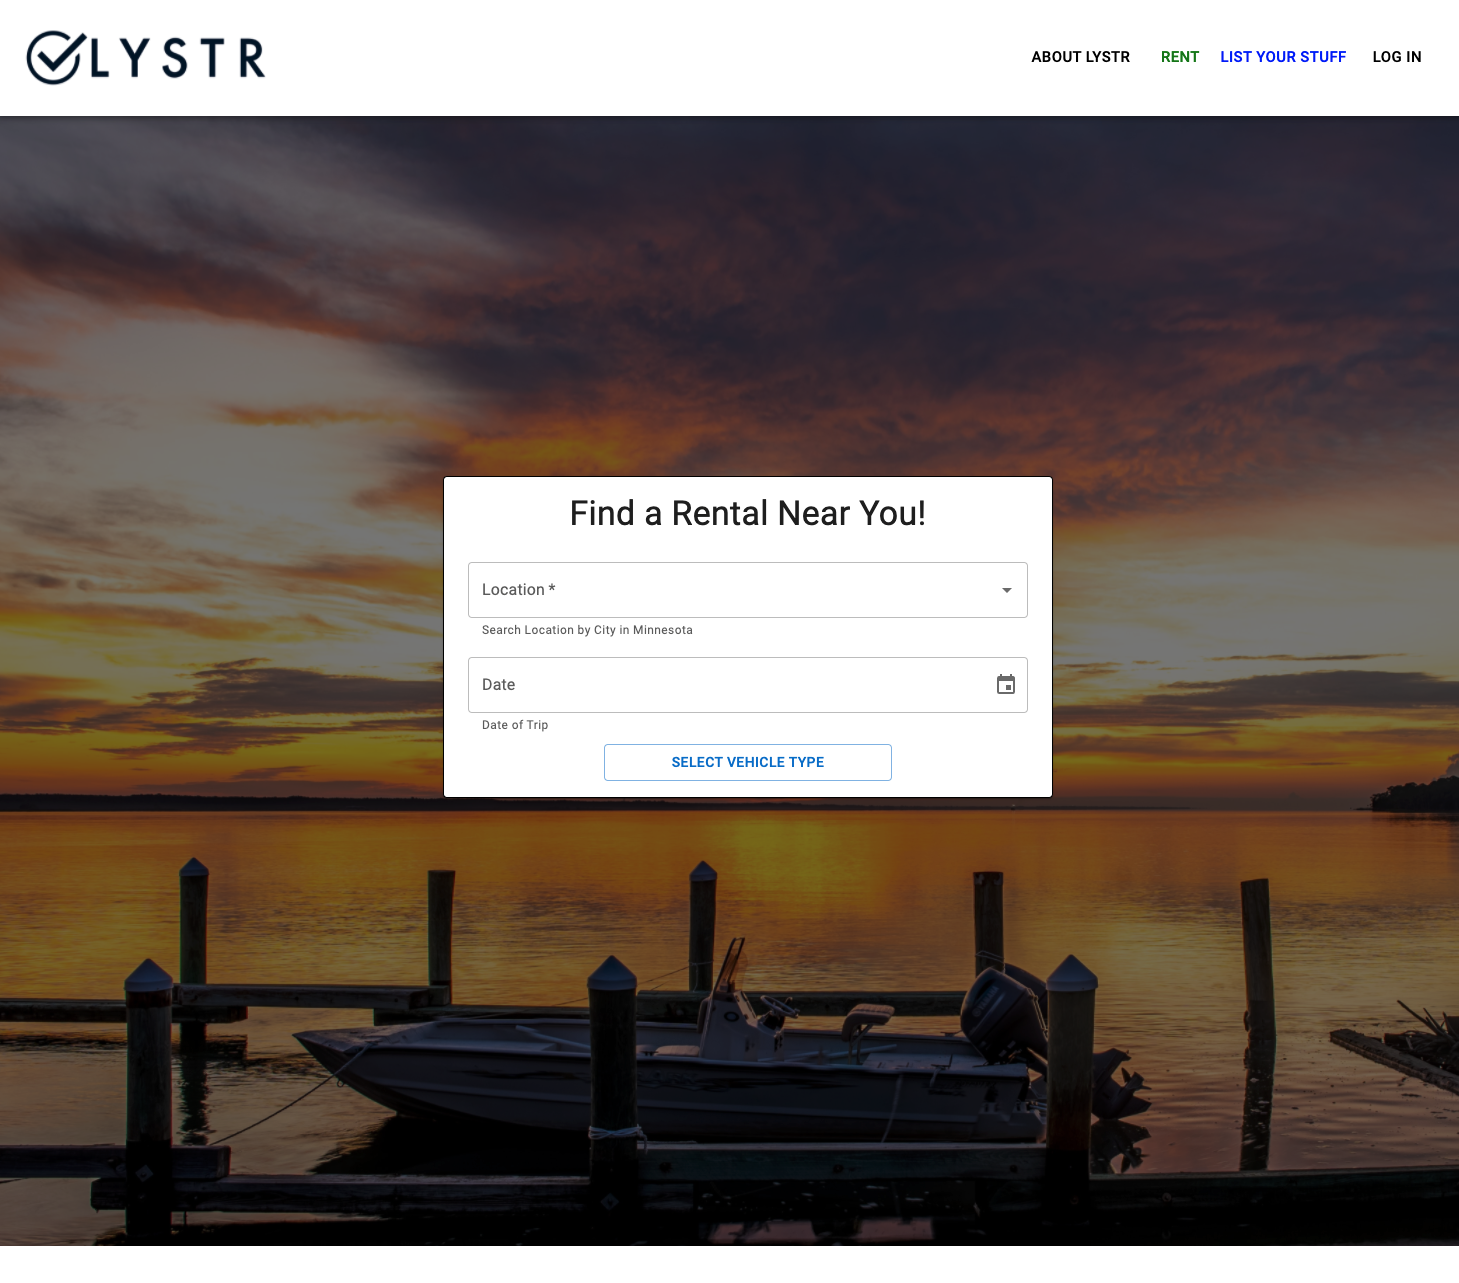 LYSTR
ABOUT LYSTR RENT LIST YOUR STUFF LOG IN
Find a Rental Near You!
Location *
Search Location by City in Minnesota
Date
Date of Trip
SELECT VEHICLE TYPE